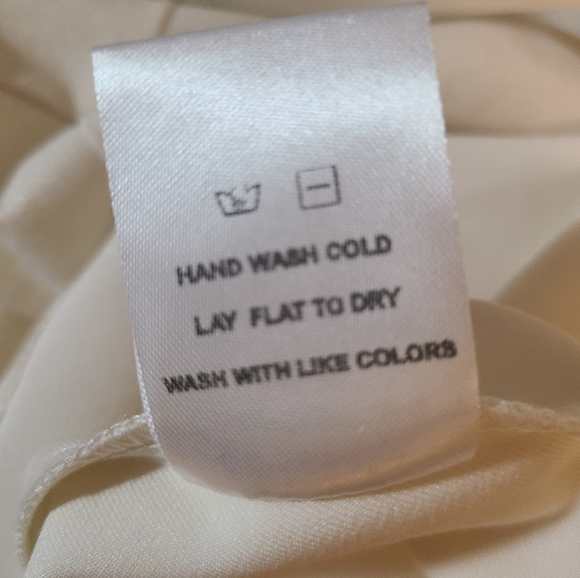 HAND WASH COLD
LAY FLAT TO DRY
WASH WITH LIKE COLORS